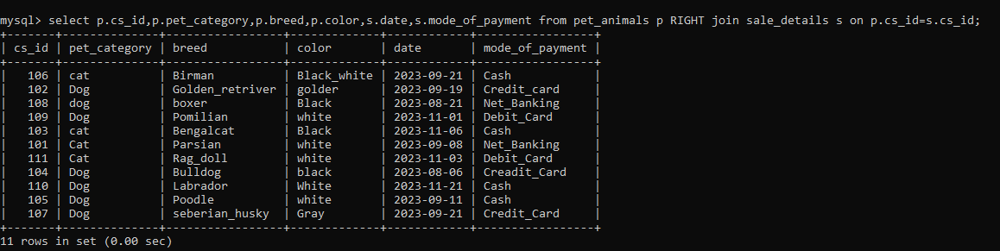 mysql> select p.cs_id,p.pet_category,p.breed,p.color,s.date,s.mode_of_payment from pet_animals p RIGHT join sale_details s on p.cs_id=s.cs_id;
+-------+--------------+-----------------+-------------+------------+-----------------+
| cs_id | pet_category | breed           | color       | date       | mode_of_payment |
+-------+--------------+-----------------+-------------+------------+-----------------+
|   106 | cat          | Birman          | Black_white | 2023-09-21 | Cash            |
|   102 | Dog          | Golden_retriver | golder      | 2023-09-19 | Credit_card     |
|   108 | dog          | boxer           | Black       | 2023-08-21 | Net_Banking     |
|   109 | Dog          | Pomilian        | white       | 2023-11-01 | Debit_Card      |
|   103 | cat          | Bengalcat       | Black       | 2023-11-06 | Cash            |
|   101 | Cat          | Parsian         | white       | 2023-09-08 | Net_Banking     |
|   111 | Cat          | Rag_doll        | white       | 2023-11-03 | Debit_Card      |
|   104 | Dog          | Bulldog         | black       | 2023-08-06 | Creadit_Card    |
|   110 | Dog          | Labrador        | White       | 2023-11-21 | Cash            |
|   105 | Dog          | Poodle          | white       | 2023-09-11 | Cash            |
|   107 | Dog          | seberian_husky  | Gray        | 2023-09-21 | Credit_Card     |
+-------+--------------+-----------------+-------------+------------+-----------------+
11 rows in set (0.00 sec)